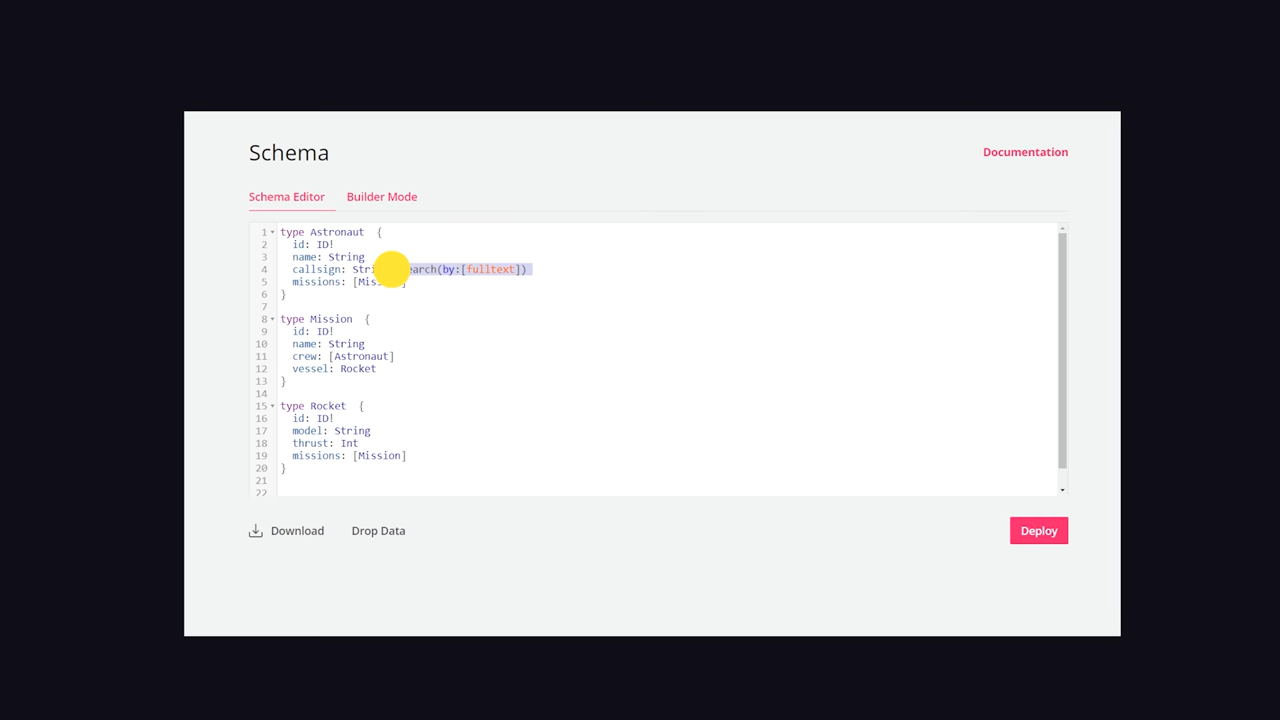 Schema
Documentation
Schema Editor
Builder Mode
1 type Astronaut {
2 id: ID!
3 name: String
4 callsign: Stri earch(by:[fulltext])
5 missions: [Mis ]
6 }
7
8 type Mission {
9 id: ID!
10 name: String
11 crew: [Astronaut]
12 vessel: Rocket
13 }
14
15 type Rocket {
16 id: ID!
17 model: String
18 thrust: Int
19 missions: [Mission]
20 }
21
22
Download
Drop Data
Deploy